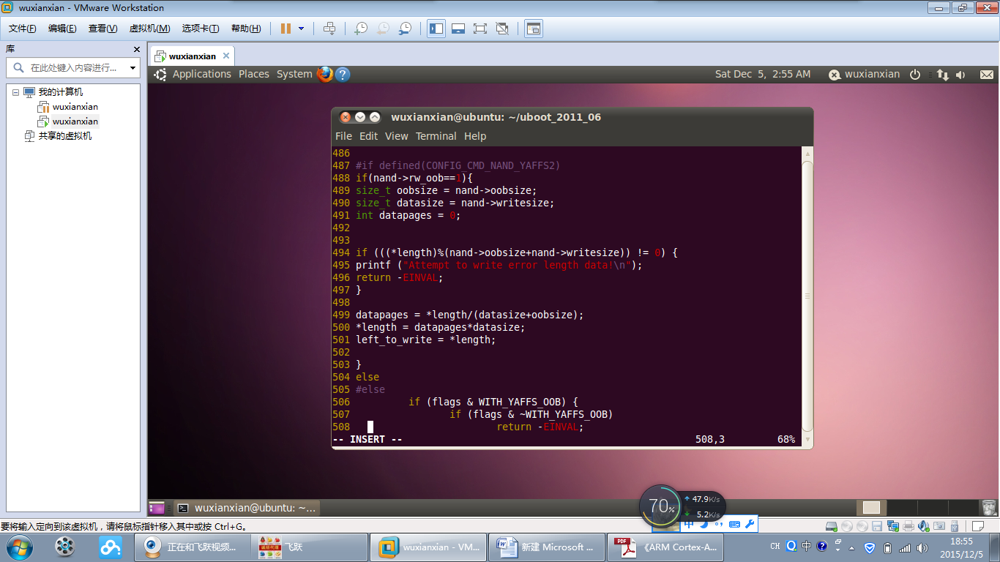 wuxianxian - VMware Workstation
文件(F) 编辑(E) 查看(V) 虚拟机(M) 选项卡(T) 帮助(H)
库
在此处键入内容进行...
我的计算机
wuxianxian
wuxianxian
共享的虚拟机
wuxianxian
Applications Places System Sat Dec 5, 2:55 AM wuxianxian
wuxianxian@ubuntu: ~/uboot_2011_06
File Edit View Terminal Help
486
487 #if defined(CONFIG_CMD_NAND_YAFFS2)
488 if(nand->rw_oob==1){
489 size_t oobsize = nand->oobsize;
490 size_t datasize = nand->writesize;
491 int datapages = 0;
492
493
494 if (((*length)%(nand->oobsize+nand->writesize)) != 0) {
495 printf ("Attempt to write error length data!\n");
496 return -EINVAL;
497 }
498
499 datapages = *length/(datasize+oobsize);
500 *length = datapages*datasize;
501 left_to_write = *length;
502
503 }
504 else
505 #else
506 if (flags & WITH_YAFFS_OOB) {
507 if (flags & ~WITH_YAFFS_OOB)
508 return -EINVAL;
-- INSERT -- 508,3 68%
wuxianxian@ubuntu: ~...
70% 47.9K/s
5.2K/s
中
要将输入定向到该虚拟机，请将鼠标指针移入其中或按 Ctrl+G。
正在和飞跃视频... 飞跃 wuxianxian - VM... 新建 Microsoft ... 《ARM Cortex-A...
CH 中 18:55
2015/12/5